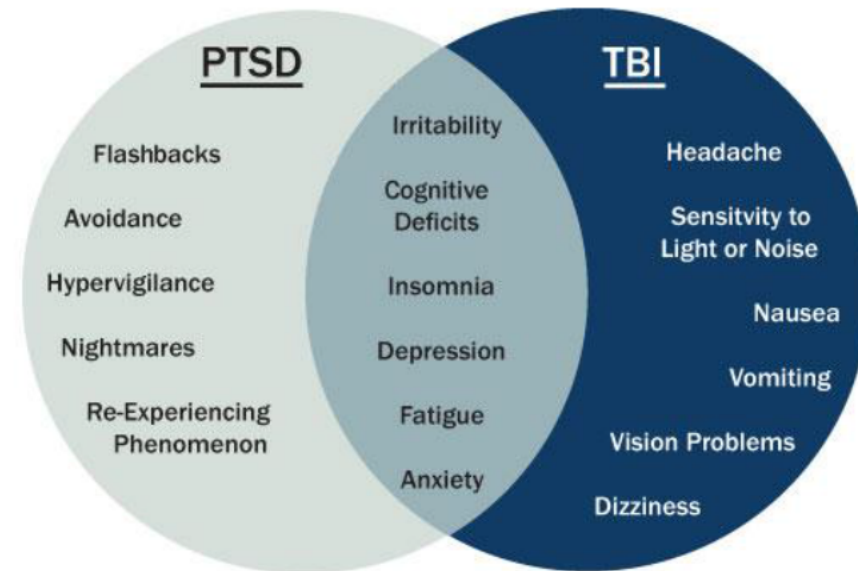 PTSD
Flashbacks
Avoidance
Hypervigilance
Nightmares
Re-Experiencing
Phenomenon
Irritability
Cognitive
Deficits
Insomnia
Depression
Fatigue
Anxiety
TBI
Headache
Sensitvity to
Light or Noise
Nausea
Vomiting
Vision Problems
Dizziness